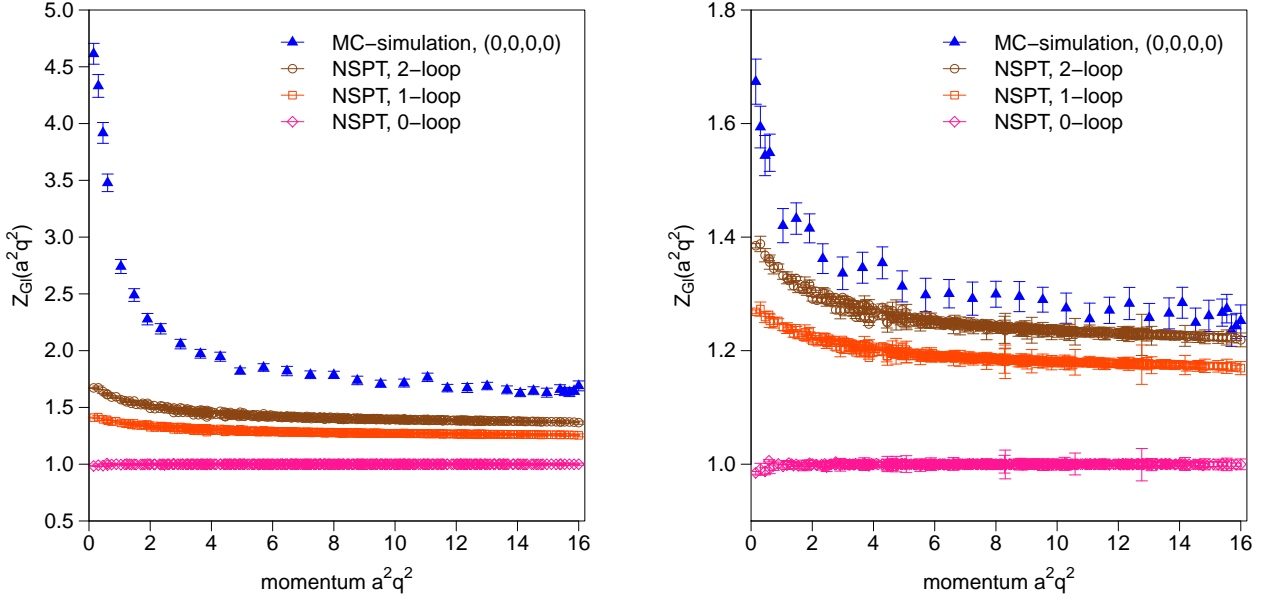 5.0
4.5
4.0
3.5
3.0
2.5
2.0
1.5
1.0
0.5
Z_Gl(a²q²)
MC−simulation, (0,0,0,0)
NSPT, 2−loop
NSPT, 1−loop
NSPT, 0−loop
0 2 4 6 8 10 12 14 16
momentum a²q²
1.8
1.6
1.4
1.2
1.0
Z_Gl(a²q²)
MC−simulation, (0,0,0,0)
NSPT, 2−loop
NSPT, 1−loop
NSPT, 0−loop
0 2 4 6 8 10 12 14 16
momentum a²q²